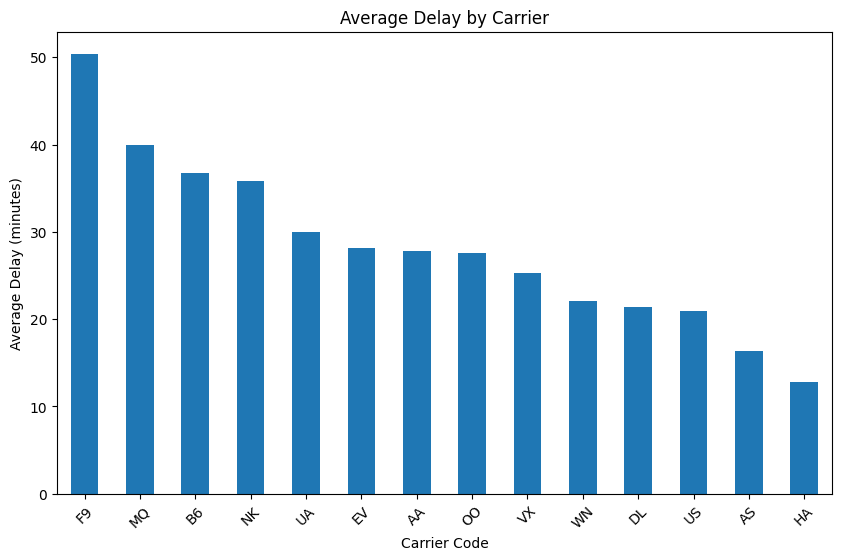 Average Delay by Carrier
Average Delay (minutes)
50
40
30
20
10
0
F9 MQ B6 NK UA EV AA OO VX WN DL US AS HA
Carrier Code